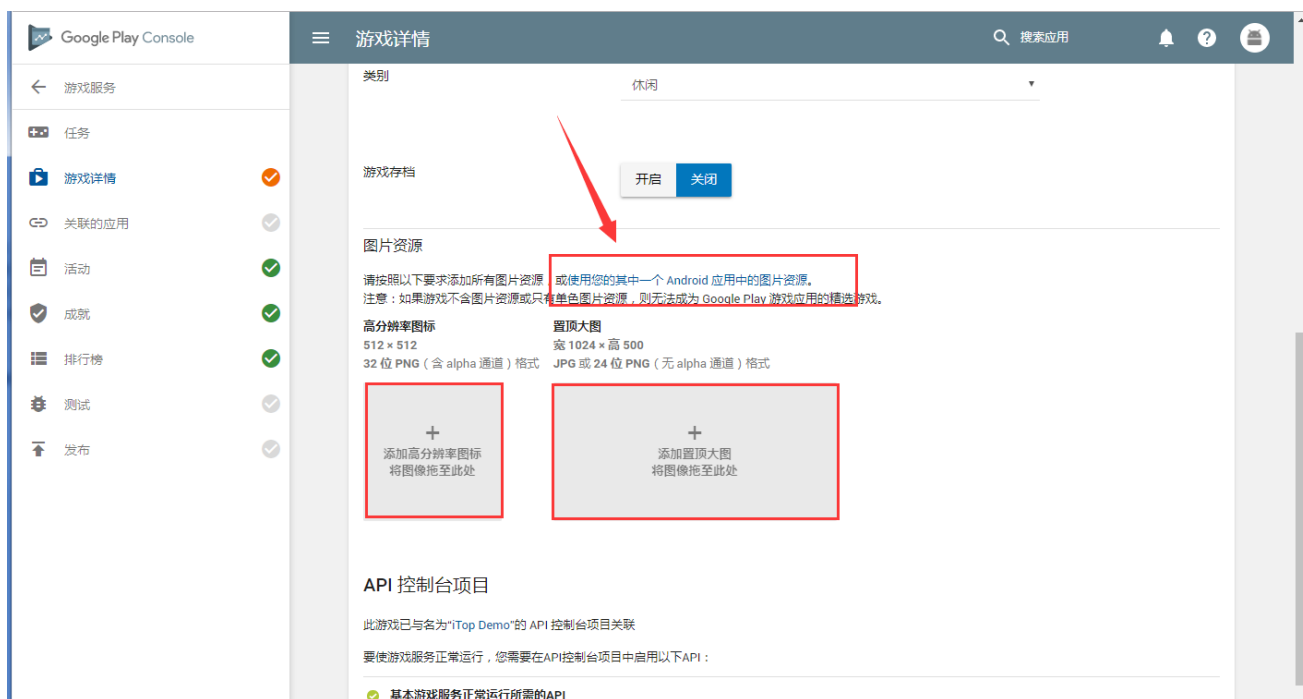 Google Play Console
游戏详情
搜索应用
游戏服务
任务
游戏详情
关联的应用
活动
成就
排行榜
测试
发布
类别
休闲
游戏存档
开启
关闭
图片资源
请按照以下要求添加所有图片资源，或使用您的其中一个 Android 应用中的图片资源。
注意：如果游戏不含图片资源或只有单色图片资源，则无法成为 Google Play 游戏应用的精选游戏。
高分辨率图标
512 × 512
32 位 PNG（含 alpha 通道）格式
置顶大图
宽 1024 × 高 500
JPG 或 24 位 PNG（无 alpha 通道）格式
添加高分辨率图标
将图像拖至此处
添加置顶大图
将图像拖至此处
API 控制台项目
此游戏已与名为“iTop Demo”的 API 控制台项目关联
要使游戏服务正常运行，您需要在API控制台项目中启用以下API：
基本游戏服务正常运行所需的API